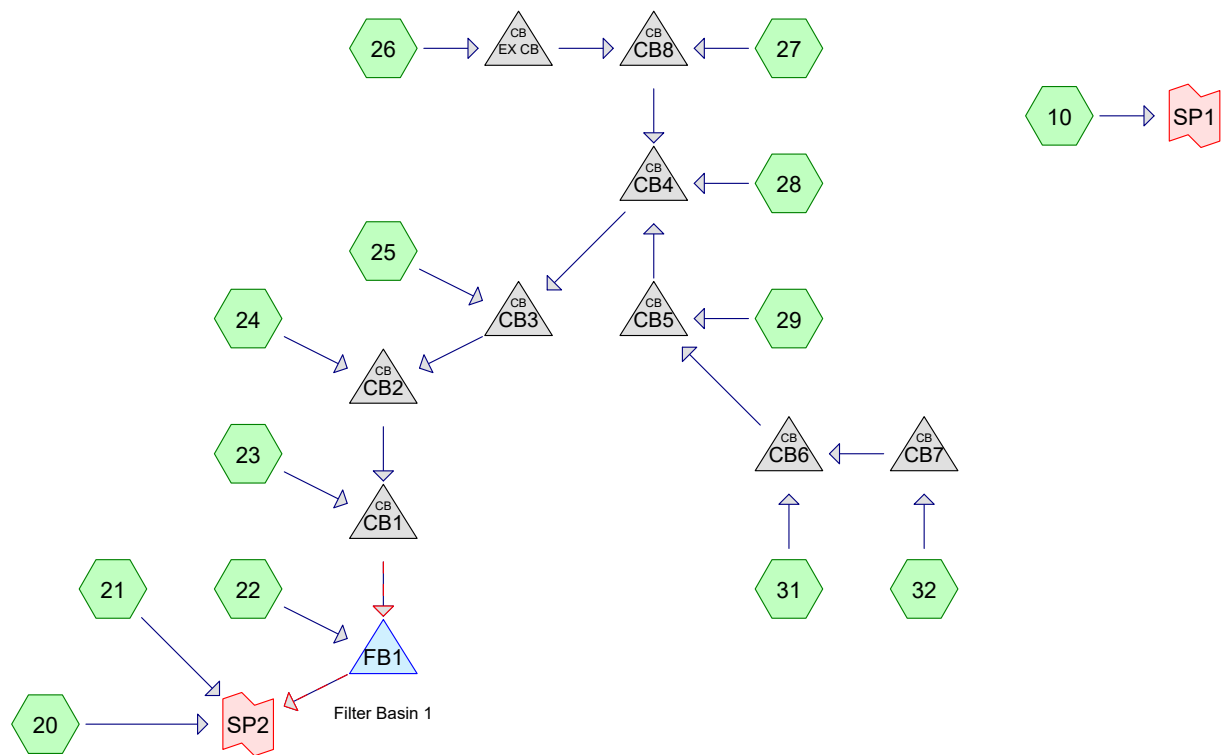 26
CB
EX CB
CB
CB8
27
10
SP1
CB
CB4
28
25
CB
CB3
CB
CB5
29
24
CB
CB2
23
CB
CB6
CB
CB7
CB
CB1
21
22
31
32
FB1
Filter Basin 1
20
SP2